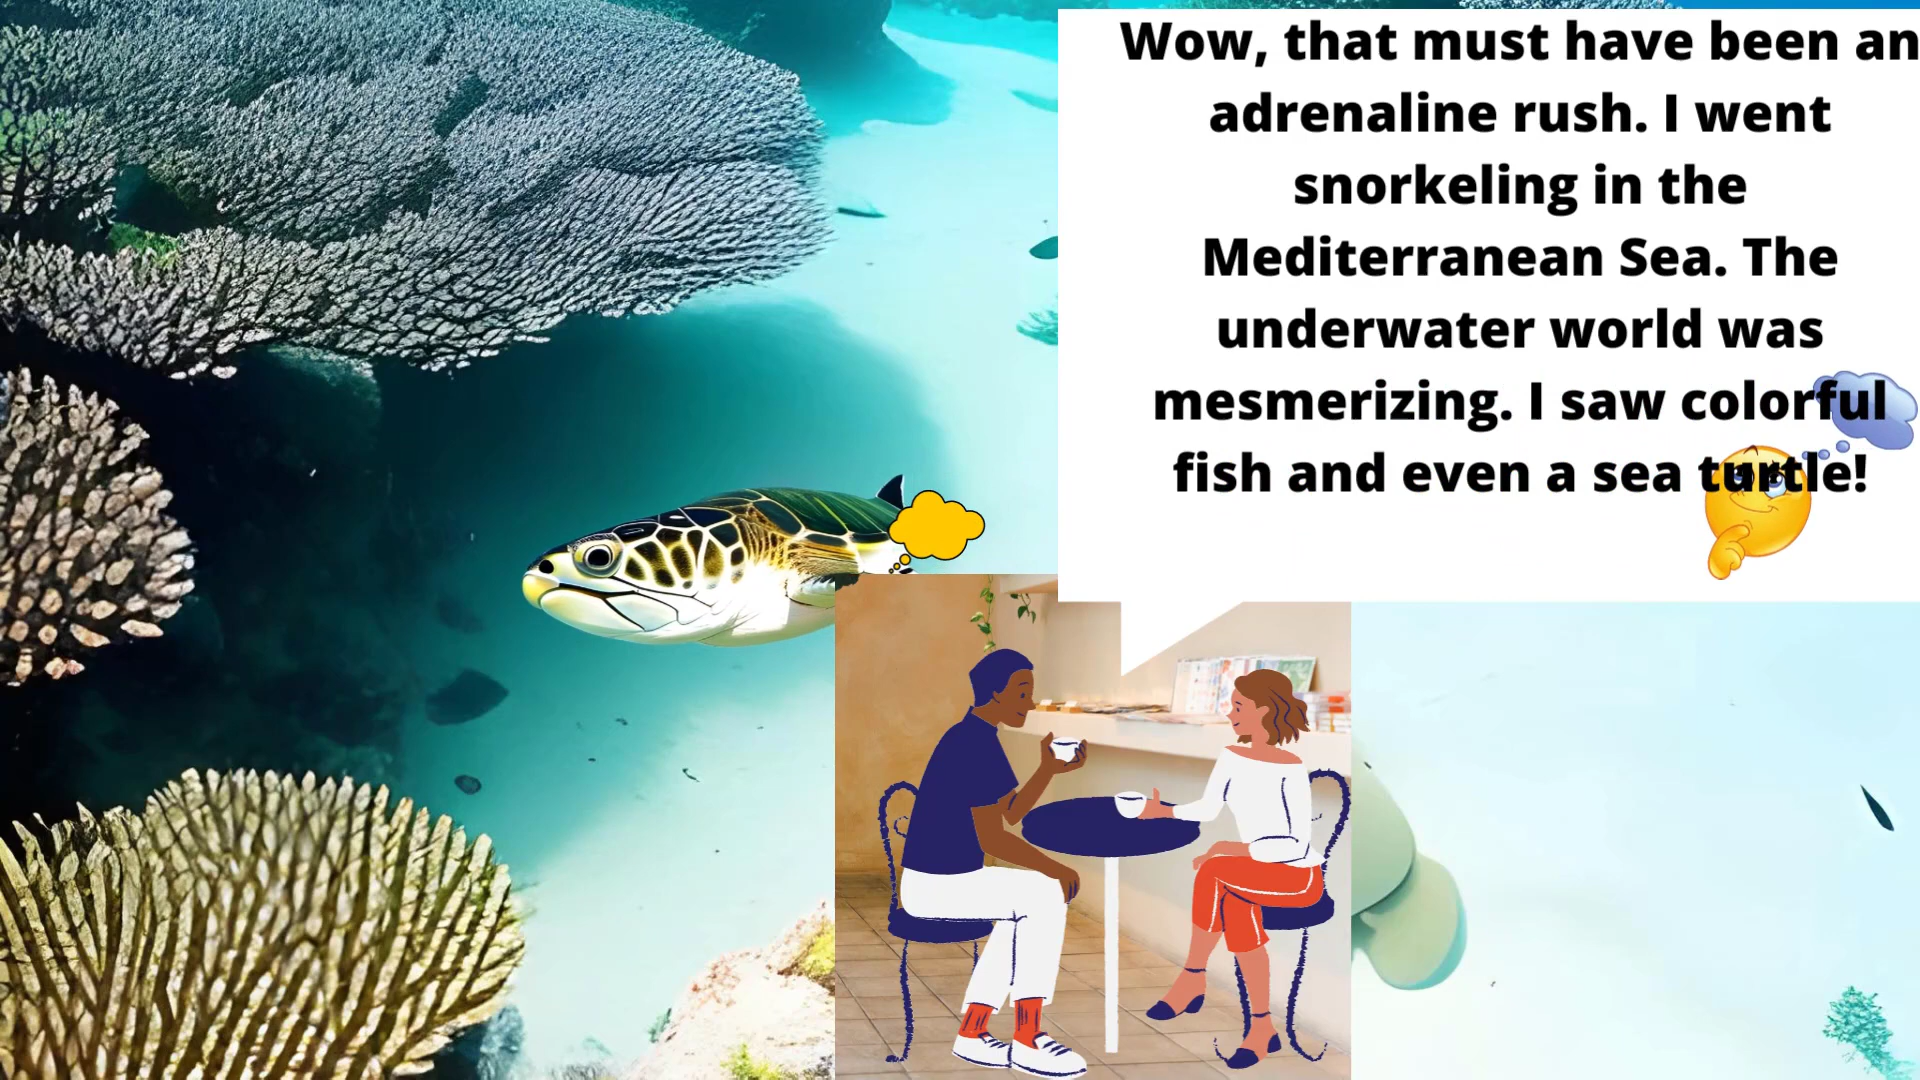 Wow, that must have been an
adrenaline rush. I went
snorkeling in the
Mediterranean Sea. The
underwater world was
mesmerizing. I saw colorful
fish and even a sea turtle!